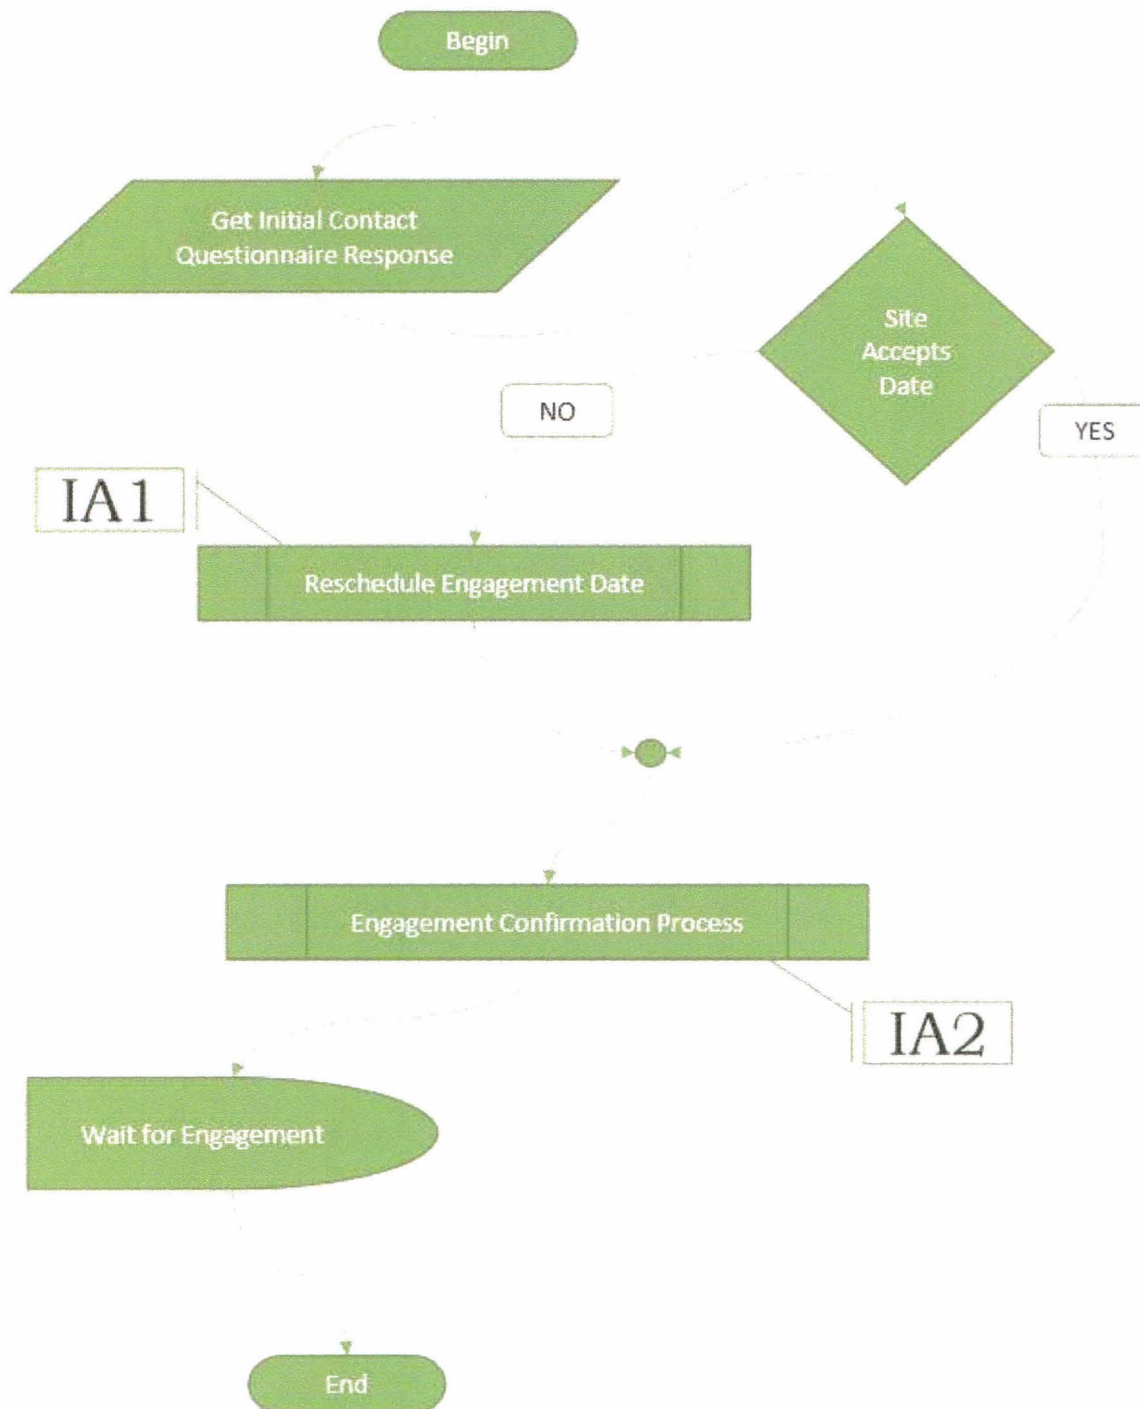 Begin
Get Initial Contact
Questionnaire Response
Site
Accepts
Date
NO
YES
IA1
Reschedule Engagement Date
Engagement Confirmation Process
IA2
Wait for Engagement
End